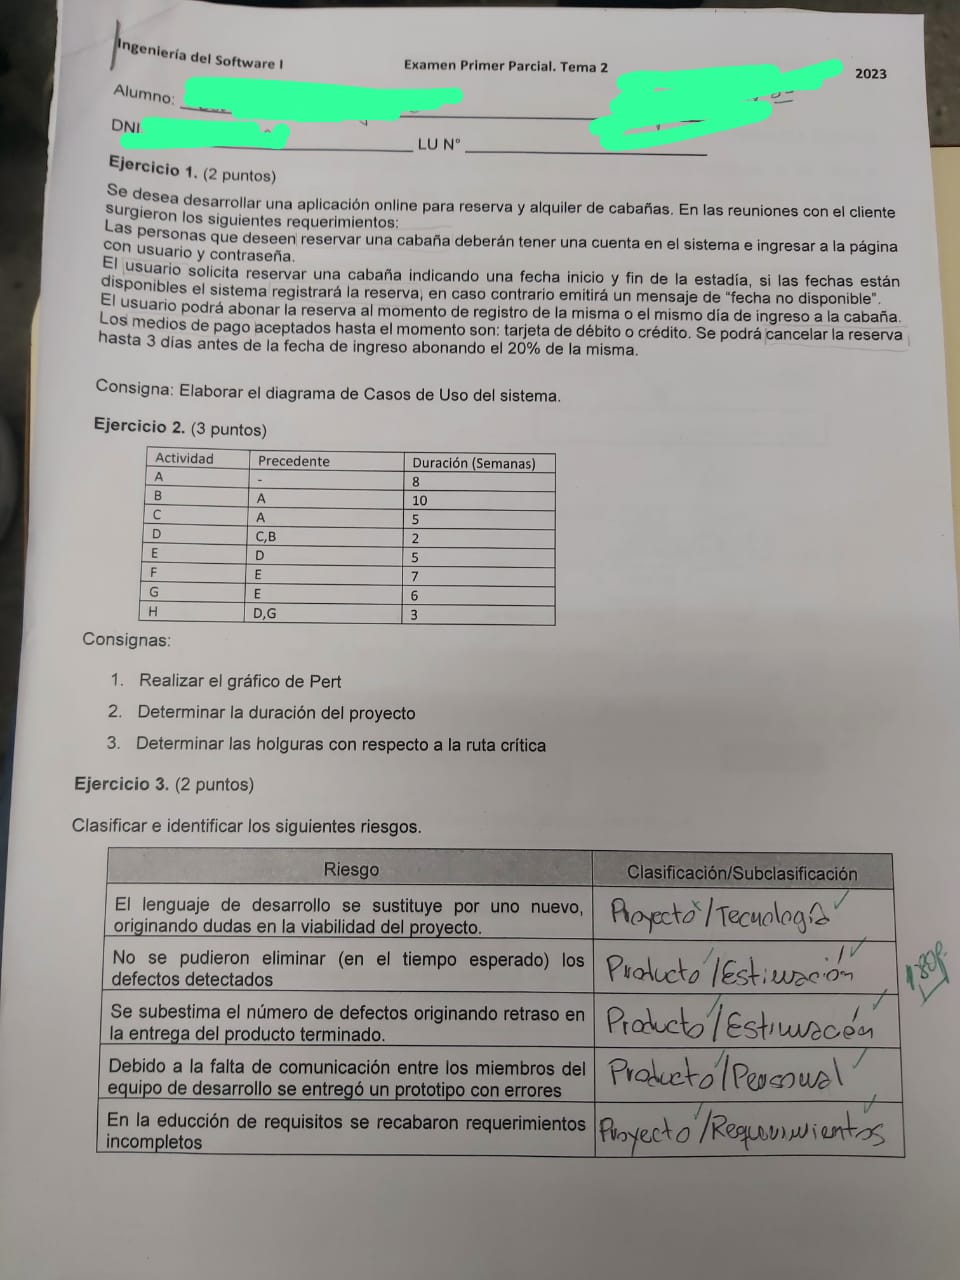 Ingeniería del Software I Examen Primer Parcial. Tema 2 2023
Alumno:
DNI LU N°
Ejercicio 1. (2 puntos)
Se desea desarrollar una aplicación online para reserva y alquiler de cabañas. En las reuniones con el cliente
surgieron los siguientes requerimientos:
Las personas que deseen reservar una cabaña deberán tener una cuenta en el sistema e ingresar a la página
con usuario y contraseña.
El usuario solicita reservar una cabaña indicando una fecha inicio y fin de la estadía, si las fechas están
disponibles el sistema registrará la reserva, en caso contrario emitirá un mensaje de "fecha no disponible".
El usuario podrá abonar la reserva al momento de registro de la misma o el mismo día de ingreso a la cabaña.
Los medios de pago aceptados hasta el momento son: tarjeta de débito o crédito. Se podrá cancelar la reserva
hasta 3 dias antes de la fecha de ingreso abonando el 20% de la misma.
Consigna: Elaborar el diagrama de Casos de Uso del sistema.
Ejercicio 2. (3 puntos)
Actividad Precedente Duración (Semanas)
A - 8
B A 10
C A 5
D C,B 2
E D 5
F E 7
G E 6
H D,G 3
Consignas:
1. Realizar el gráfico de Pert
2. Determinar la duración del proyecto
3. Determinar las holguras con respecto a la ruta crítica
Ejercicio 3. (2 puntos)
Clasificar e identificar los siguientes riesgos.
Riesgo Clasificación/Subclasificación
El lenguaje de desarrollo se sustituye por uno nuevo,
originando dudas en la viabilidad del proyecto.
Proyecto/Tecnología
No se pudieron eliminar (en el tiempo esperado) los
defectos detectados
Producto/Estimación
Se subestima el número de defectos originando retraso en
la entrega del producto terminado.
Producto/Estimación
Debido a la falta de comunicación entre los miembros del
equipo de desarrollo se entregó un prototipo con errores
Producto/Personal
En la educción de requisitos se recabaron requerimientos
incompletos
Proyecto/Requerimientos